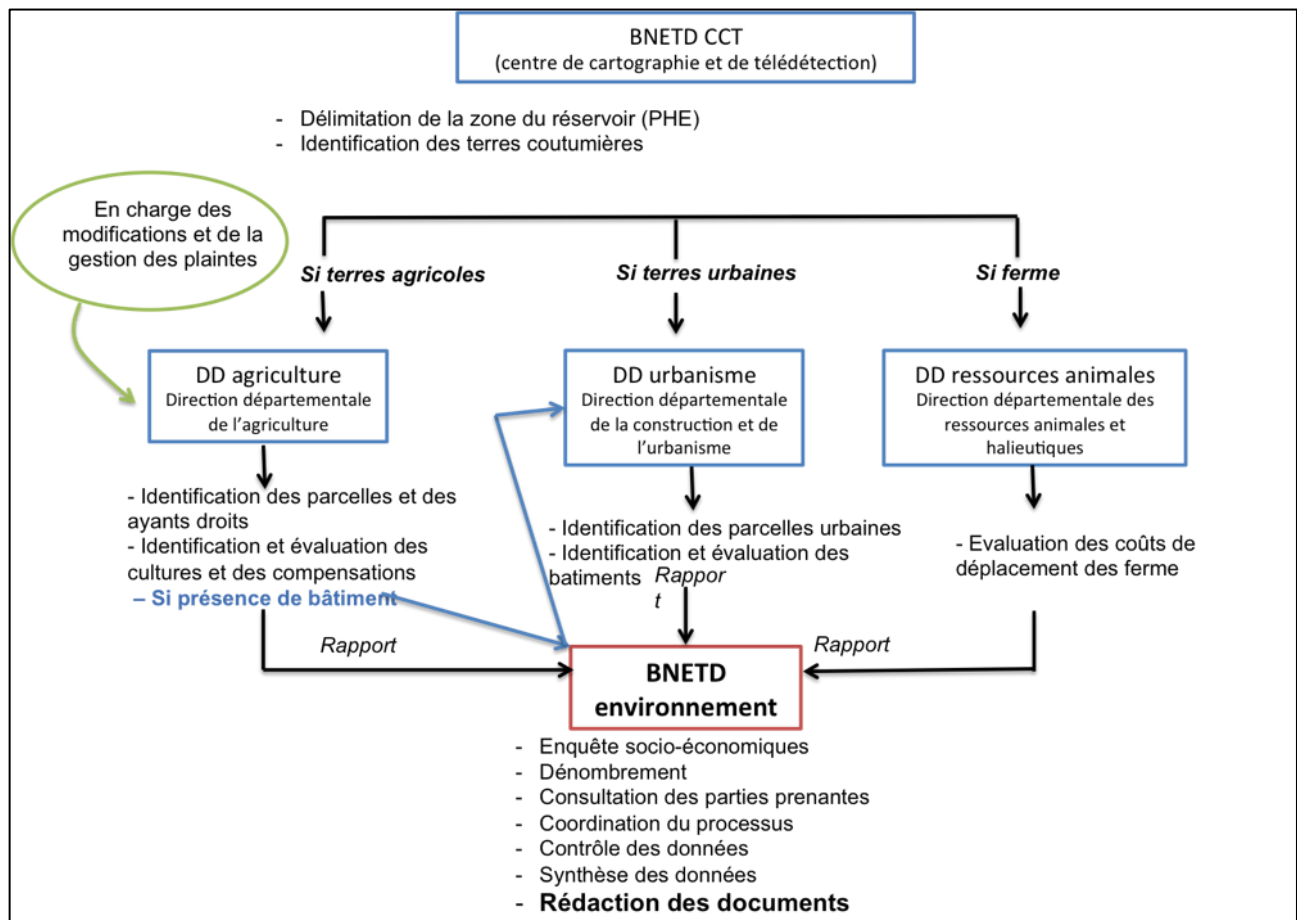 BNETD CCT
(centre de cartographie et de télédétection)
- Délimitation de la zone du réservoir (PHE)
- Identification des terres coutumières
En charge des
modifications et de la
gestion des plaintes
Si terres agricoles
Si terres urbaines
Si ferme
DD agriculture
Direction départementale
de l'agriculture
DD urbanisme
Direction départementale
de la construction et de
l'urbanisme
DD ressources animales
Direction départementale des
ressources animales et
halieutiques
- Identification des parcelles et des
ayants droits
- Identification et évaluation des
cultures et des compensations
– Si présence de bâtiment
- Identification des parcelles urbaines
- Identification et évaluation des
batiments
- Evaluation des coûts de
déplacement des ferme
Rapport
Rappor
t
Rapport
BNETD
environnement
- Enquête socio-économiques
- Dénombrement
- Consultation des parties prenantes
- Coordination du processus
- Contrôle des données
- Synthèse des données
- Rédaction des documents